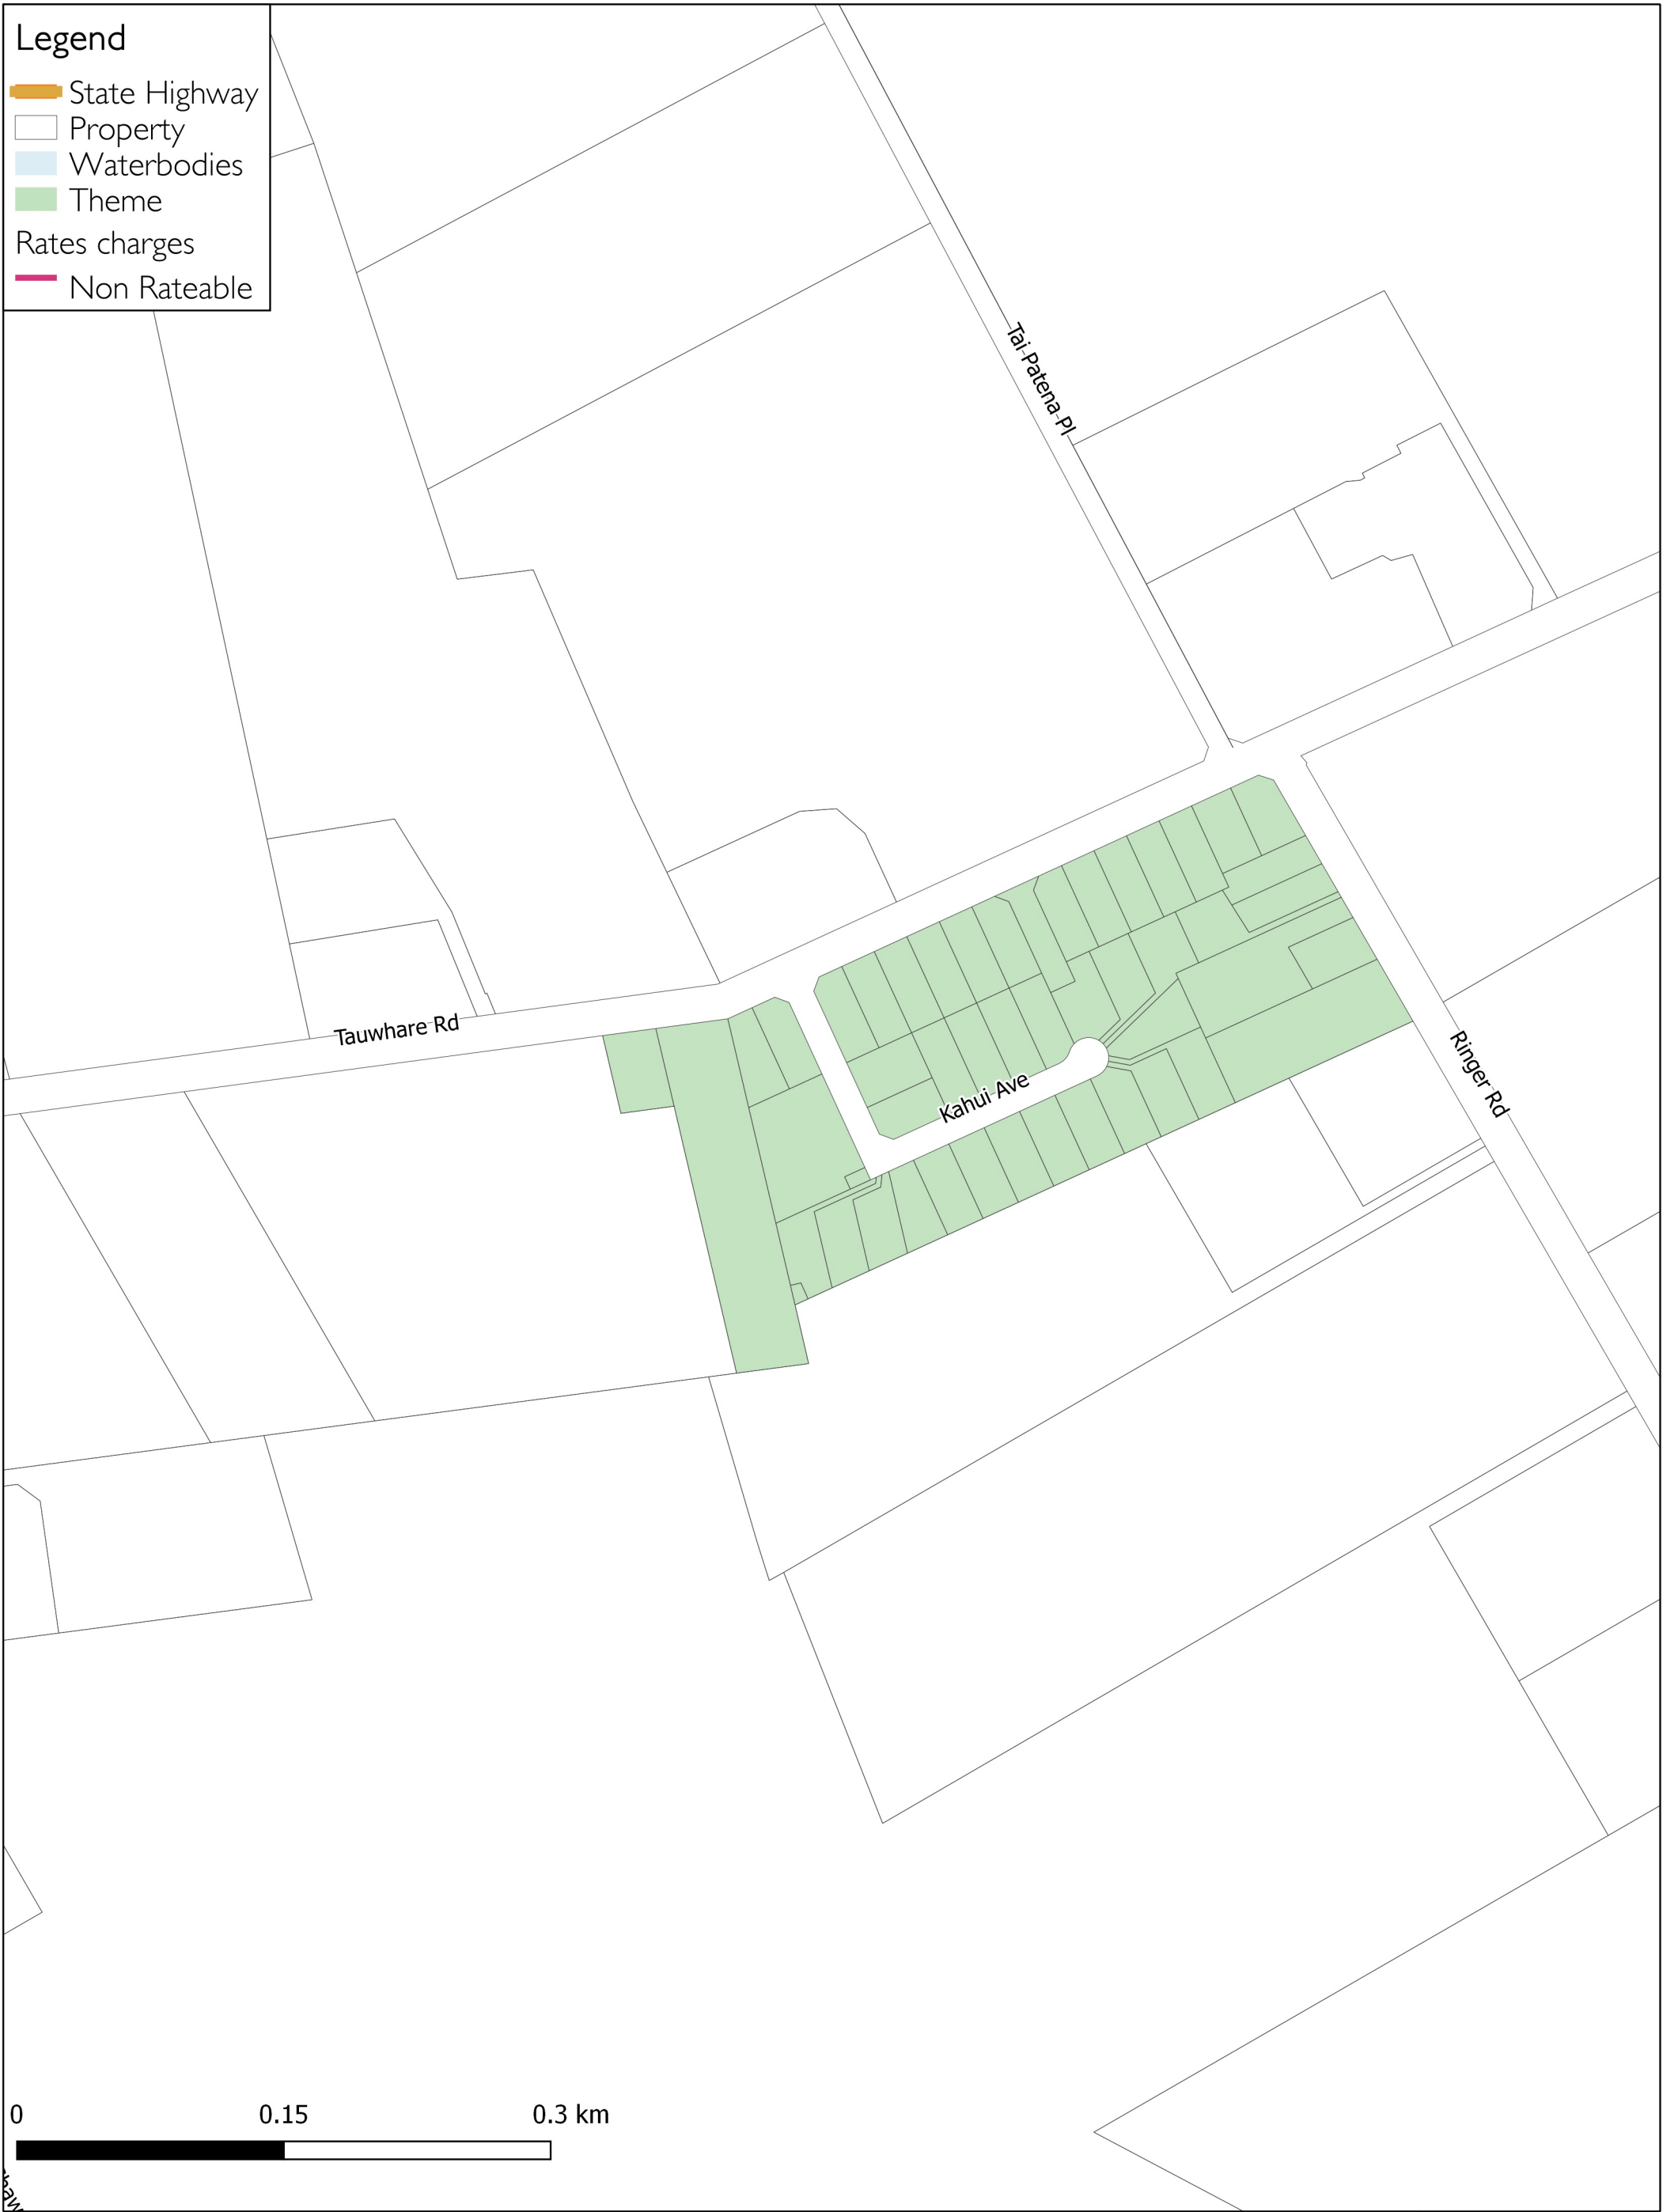 Legend
State Highway
Property
Waterbodies
Theme
Rates charges
Non Rateable
Tai Patena Pl
Tauwhare Rd
Kahui Ave
Ringer Rd
0 0.15 0.3 km